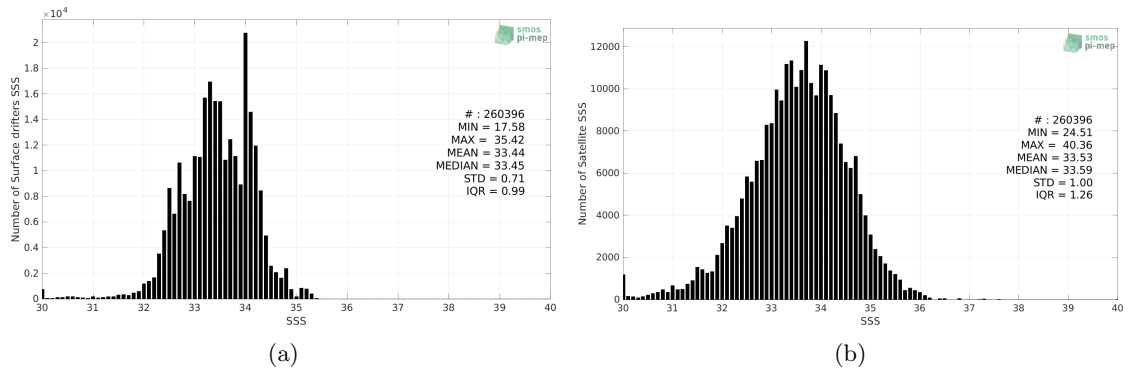 ×10⁴
smos
pi-mep
Number of Surface drifters SSS
2
1.8
1.6
1.4
1.2
1
0.8
0.6
0.4
0.2
0
# : 260396
MIN = 17.58
MAX = 35.42
MEAN = 33.44
MEDIAN = 33.45
STD = 0.71
IQR = 0.99
30 31 32 33 34 35 36 37 38 39 40
SSS
(a)
smos
pi-mep
Number of Satellite SSS
12000
10000
8000
6000
4000
2000
0
# : 260396
MIN = 24.51
MAX = 40.36
MEAN = 33.53
MEDIAN = 33.59
STD = 1.00
IQR = 1.26
30 31 32 33 34 35 36 37 38 39 40
SSS
(b)